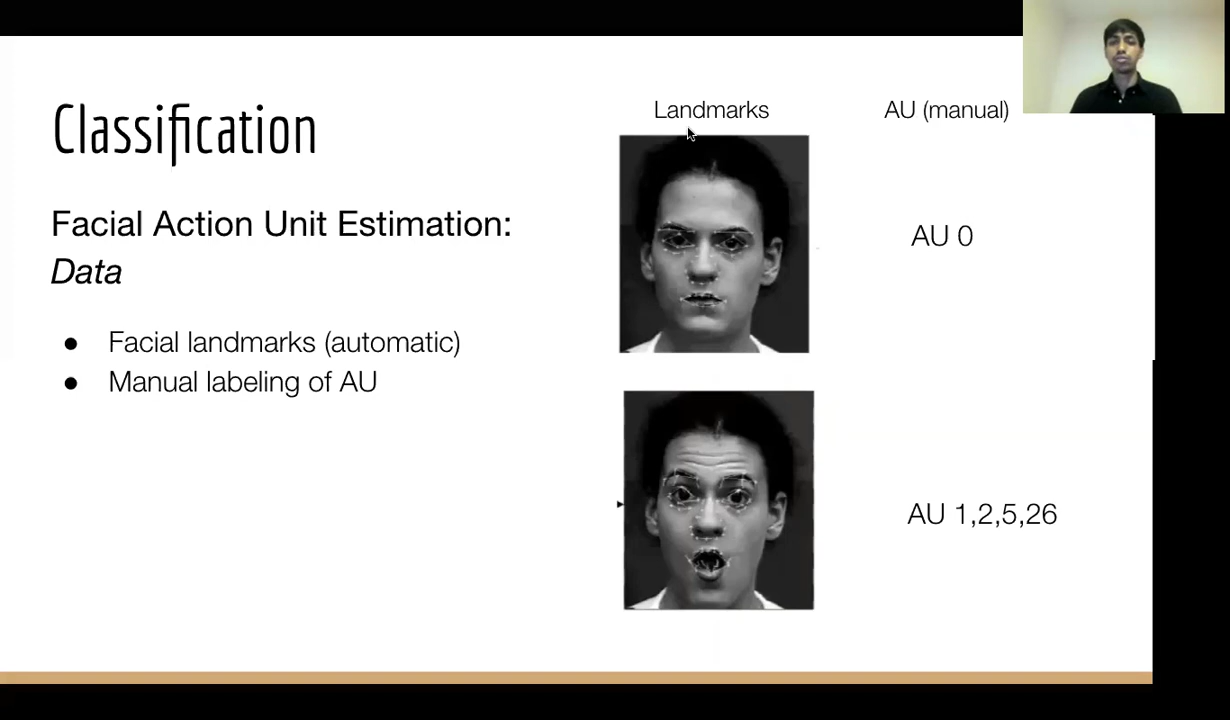 Classification
Facial Action Unit Estimation:
Data
● Facial landmarks (automatic)
● Manual labeling of AU
Landmarks
AU (manual)
AU 0
AU 1,2,5,26